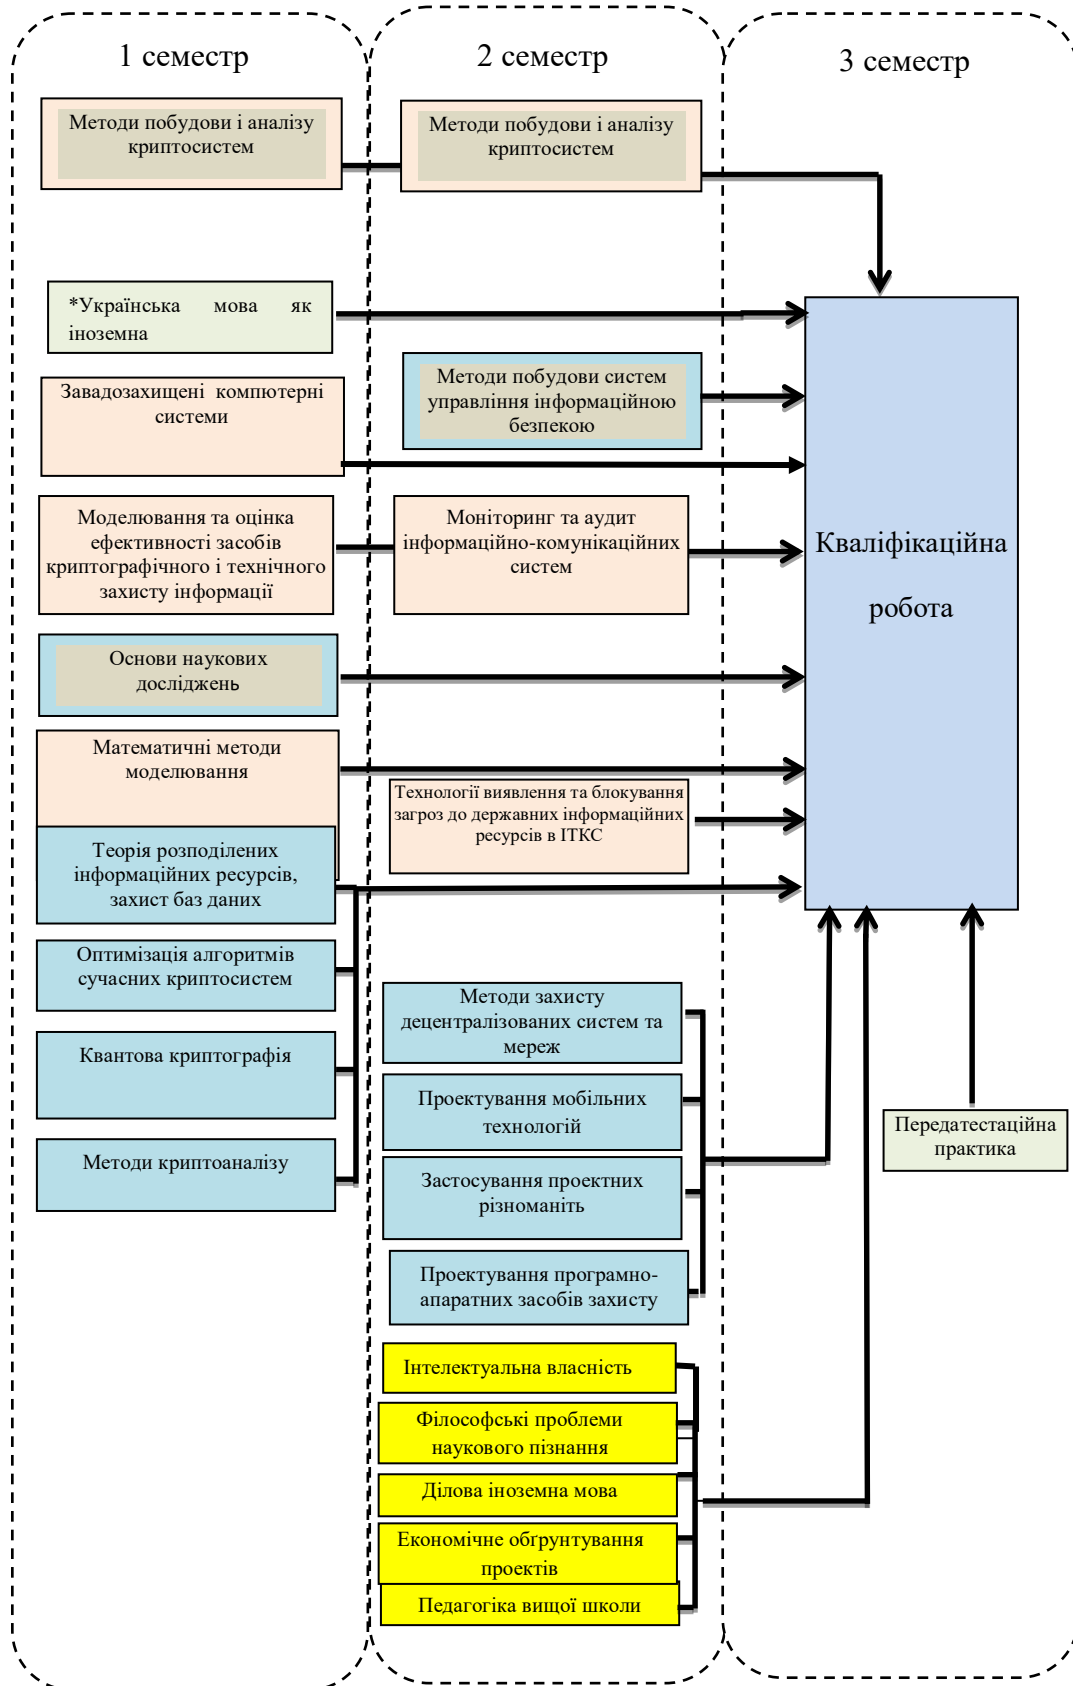 1 семестр
Методи побудови і аналізу
криптосистем
*Українська мова як
іноземна
Завадозахищені компютерні
системи
Моделювання та оцінка
ефективності засобів
криптографічного і технічного
захисту інформації
Основи наукових
досліджень
Математичні методи
моделювання
Теорія розподілених
інформаційних ресурсів,
захист баз даних
Оптимізація алгоритмів
сучасних криптосистем
Квантова криптографія
Методи криптоаналізу
2 семестр
Методи побудови і аналізу
криптосистем
Методи побудови систем
управління інформаційною
безпекою
Моніторинг та аудит
інформаційно-комунікаційних
систем
Технології виявлення та блокування
загроз до державних інформаційних
ресурсів в ІТКС
Методи захисту
децентралізованих систем та
мереж
Проектування мобільних
технологій
Застосування проектних
різноманіть
Проектування програмно-
апаратних засобів захисту
Інтелектуальна власність
Філософські проблеми
наукового пізнання
Ділова іноземна мова
Економічне обґрунтування
проектів
Педагогіка вищої школи
3 семестр
Кваліфікаційна
робота
Передатестаційна
практика